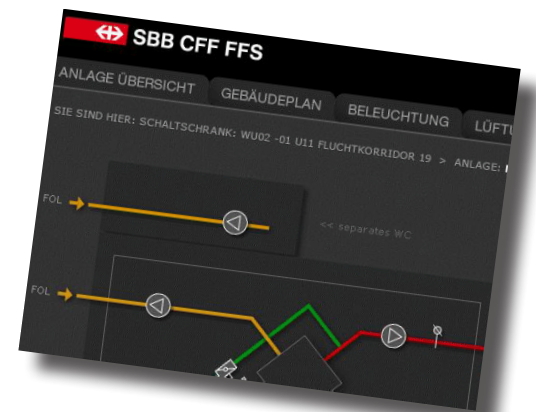 SBB CFF FFS
ANLAGE ÜBERSICHT GEBÄUDEPLAN BELEUCHTUNG
SIE SIND HIER: SCHALTSCHRANK: WU02 -01 U11 FLUCHTKORRIDOR 19 > ANLAGE:
FOL
<< separates WC
FOL